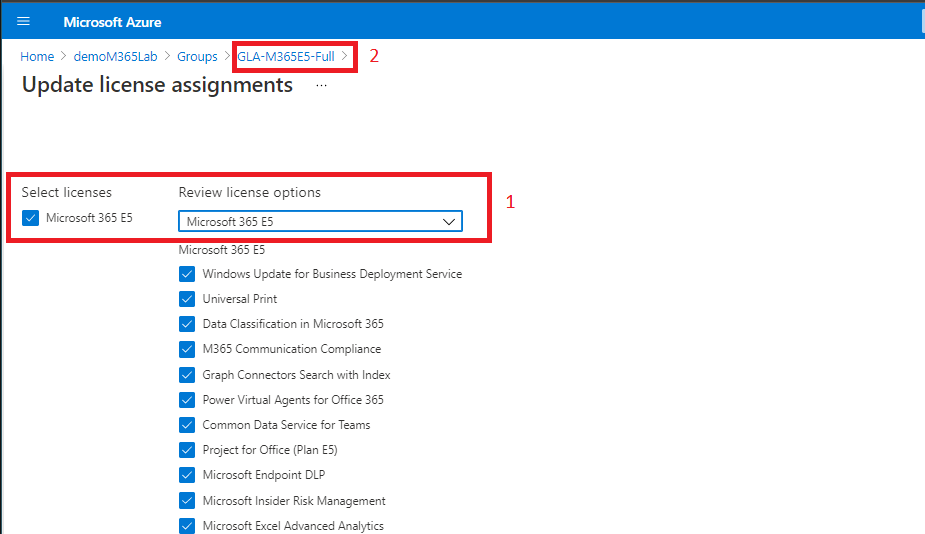 Microsoft Azure
Home > demoM365Lab > Groups > GLA-M365E5-Full > 2
Update license assignments ...
Select licenses Review license options
1
Microsoft 365 E5 Microsoft 365 E5
Microsoft 365 E5
Windows Update for Business Deployment Service
Universal Print
Data Classification in Microsoft 365
M365 Communication Compliance
Graph Connectors Search with Index
Power Virtual Agents for Office 365
Common Data Service for Teams
Project for Office (Plan E5)
Microsoft Endpoint DLP
Microsoft Insider Risk Management
Microsoft Excel Advanced Analytics